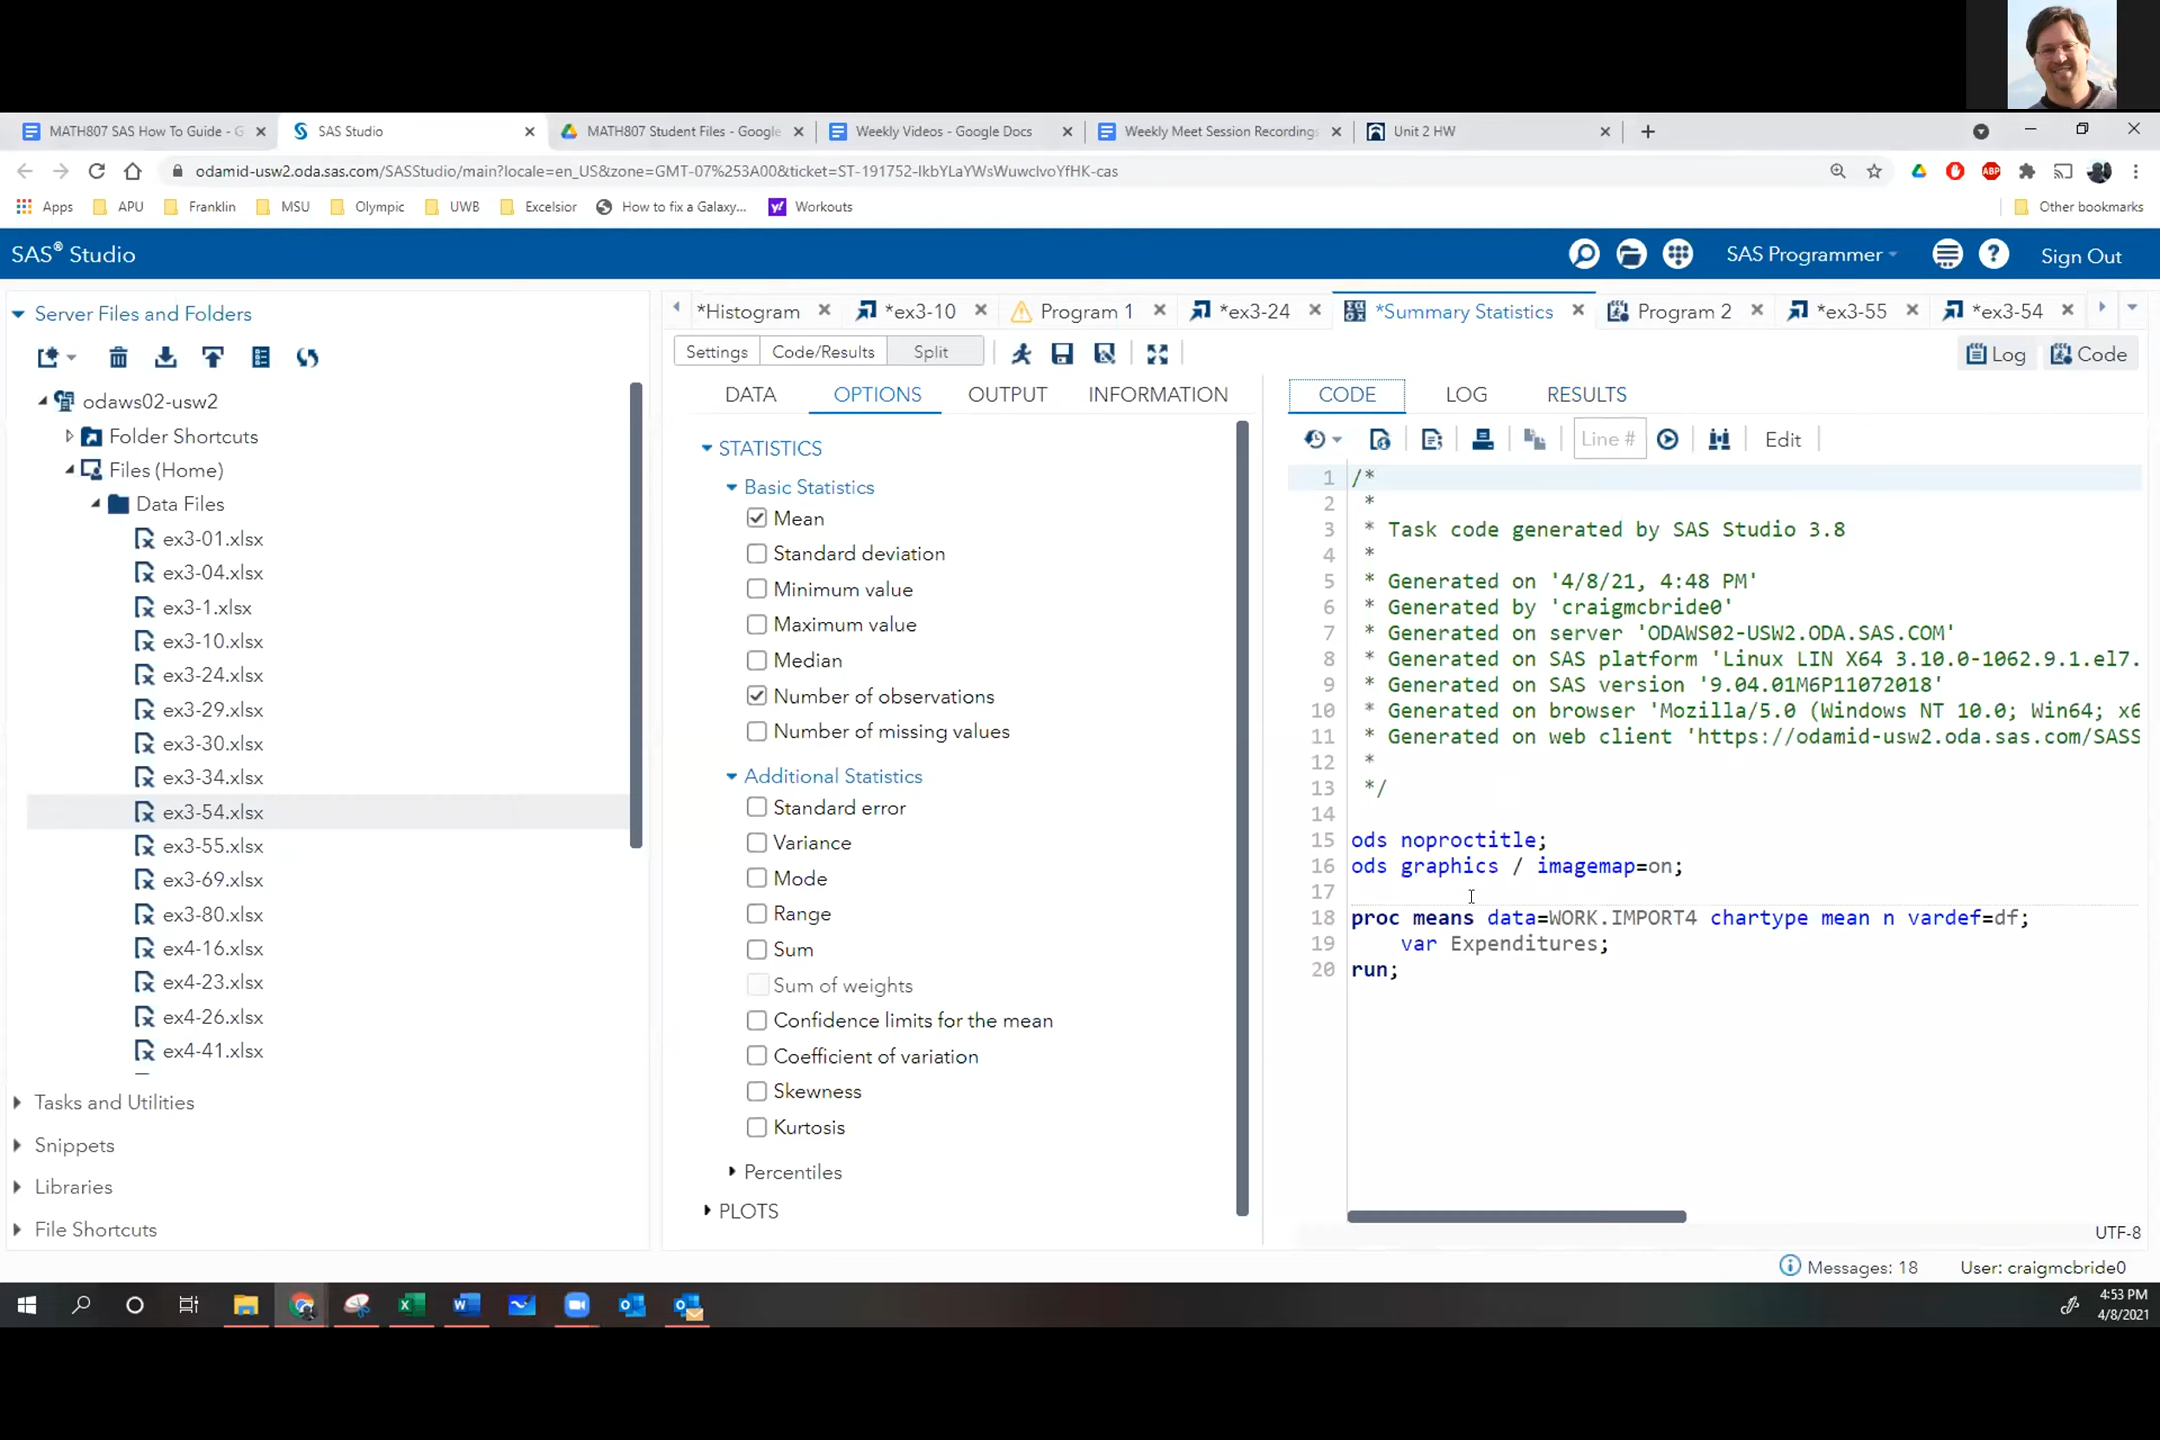 MATH807 SAS How To Guide - G
SAS Studio
MATH807 Student Files - Google
Weekly Videos - Google Docs
Weekly Meet Session Recordings
Unit 2 HW
odamid-usw2.oda.sas.com/SASStudio/main?locale=en_US&zone=GMT-07%253A00&ticket=ST-191752-IkbYLaYWsWuwcIvoYfHK-cas
ABP
Apps
APU
Franklin
MSU
Olympic
UWB
Excelsior
How to fix a Galaxy...
Workouts
Other bookmarks
SAS® Studio
SAS Programmer
Sign Out
Server Files and Folders
*Histogram
*ex3-10
Program 1
*ex3-24
*Summary Statistics
Program 2
*ex3-55
*ex3-54
Settings
Code/Results
Split
Log
Code
odaws02-usw2
Folder Shortcuts
Files (Home)
Data Files
ex3-01.xlsx
ex3-04.xlsx
ex3-1.xlsx
ex3-10.xlsx
ex3-24.xlsx
ex3-29.xlsx
ex3-30.xlsx
ex3-34.xlsx
ex3-54.xlsx
ex3-55.xlsx
ex3-69.xlsx
ex3-80.xlsx
ex4-16.xlsx
ex4-23.xlsx
ex4-26.xlsx
ex4-41.xlsx
Tasks and Utilities
Snippets
Libraries
File Shortcuts
DATA
OPTIONS
OUTPUT
INFORMATION
STATISTICS
Basic Statistics
Mean
Standard deviation
Minimum value
Maximum value
Median
Number of observations
Number of missing values
Additional Statistics
Standard error
Variance
Mode
Range
Sum
Sum of weights
Confidence limits for the mean
Coefficient of variation
Skewness
Kurtosis
Percentiles
PLOTS
CODE
LOG
RESULTS
Line #
Edit
1 /*
2 *
3 * Task code generated by SAS Studio 3.8
4 *
5 * Generated on '4/8/21, 4:48 PM'
6 * Generated by 'craigmcbride0'
7 * Generated on server 'ODAWS02-USW2.ODA.SAS.COM'
8 * Generated on SAS platform 'Linux LIN X64 3.10.0-1062.9.1.el7.
9 * Generated on SAS version '9.04.01M6P11072018'
10 * Generated on browser 'Mozilla/5.0 (Windows NT 10.0; Win64; x6
11 * Generated on web client 'https://odamid-usw2.oda.sas.com/SASS
12 *
13 */
14
15 ods noproctitle;
16 ods graphics / imagemap=on;
17
18 proc means data=WORK.IMPORT4 chartype mean n vardef=df;
19 var Expenditures;
20 run;
UTF-8
Messages: 18
User: craigmcbride0
4:53 PM
4/8/2021